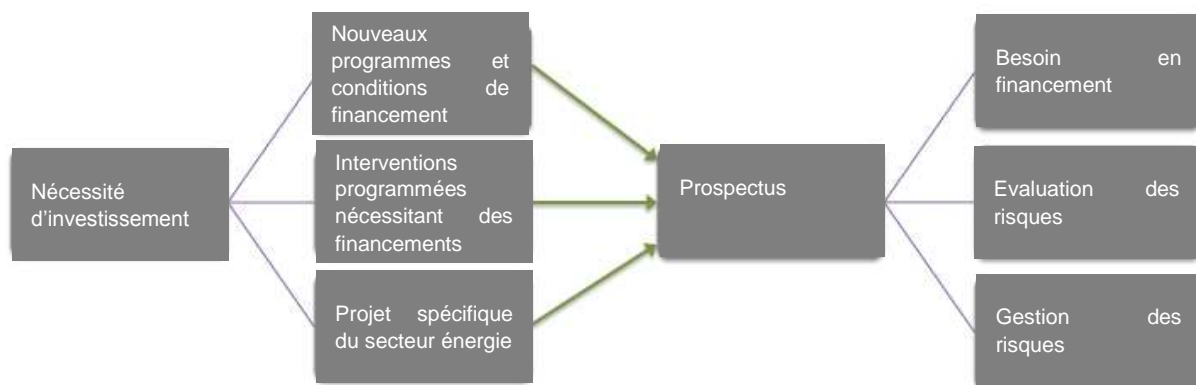 Nouveaux
programmes et
conditions de
financement
Besoin en
financement
Nécessité
d’investissement
Interventions
programmées
nécessitant des
financements
Prospectus
Evaluation des
risques
Projet spécifique
du secteur énergie
Gestion des
risques